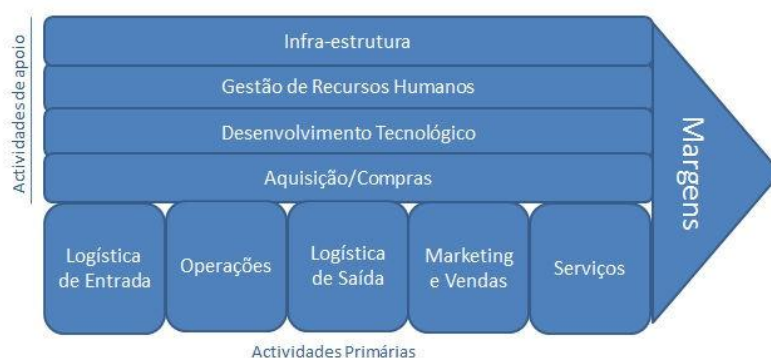 Actividades de apoio
Infra-estrutura
Gestão de Recursos Humanos
Desenvolvimento Tecnológico
Aquisição/Compras
Margens
Logística
de Entrada
Operações
Logística
de Saída
Marketing
e Vendas
Serviços
Actividades Primárias